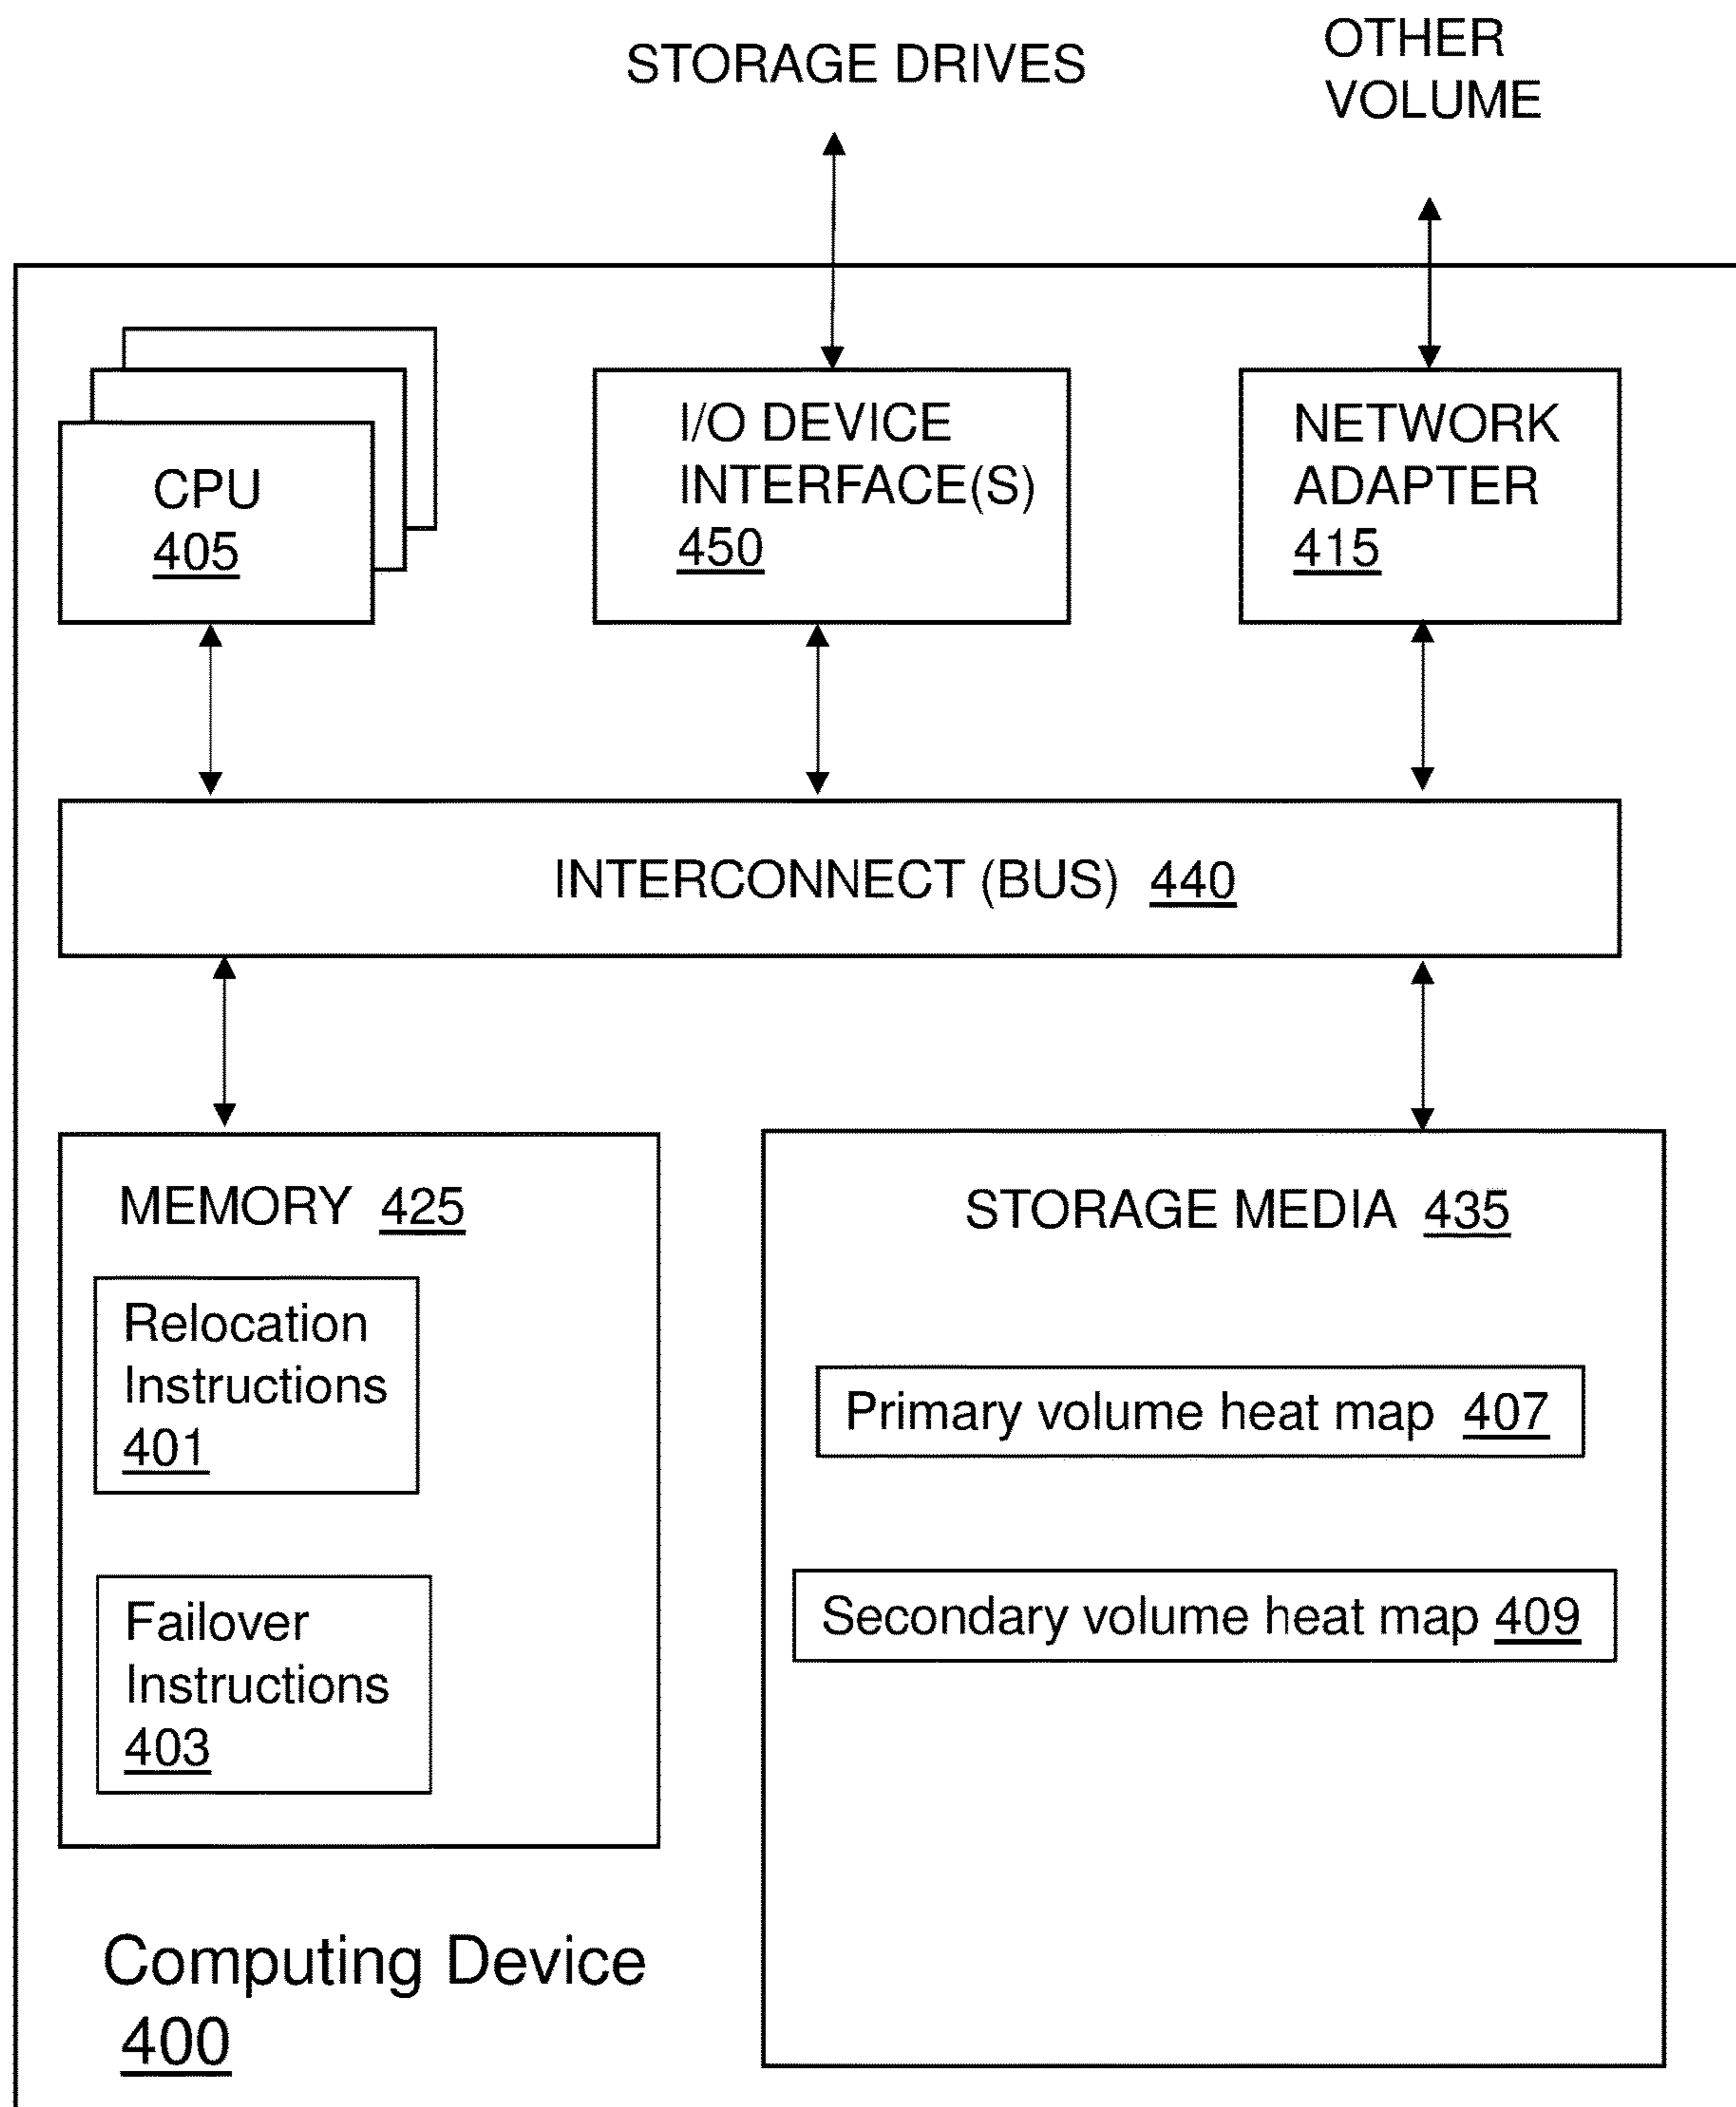 STORAGE DRIVES
OTHER
VOLUME
CPU
405
I/O DEVICE
INTERFACE(S)
450
NETWORK
ADAPTER
415
INTERCONNECT (BUS) 440
MEMORY 425
Relocation
Instructions
401
Failover
Instructions
403
STORAGE MEDIA 435
Primary volume heat map 407
Secondary volume heat map 409
Computing Device
400